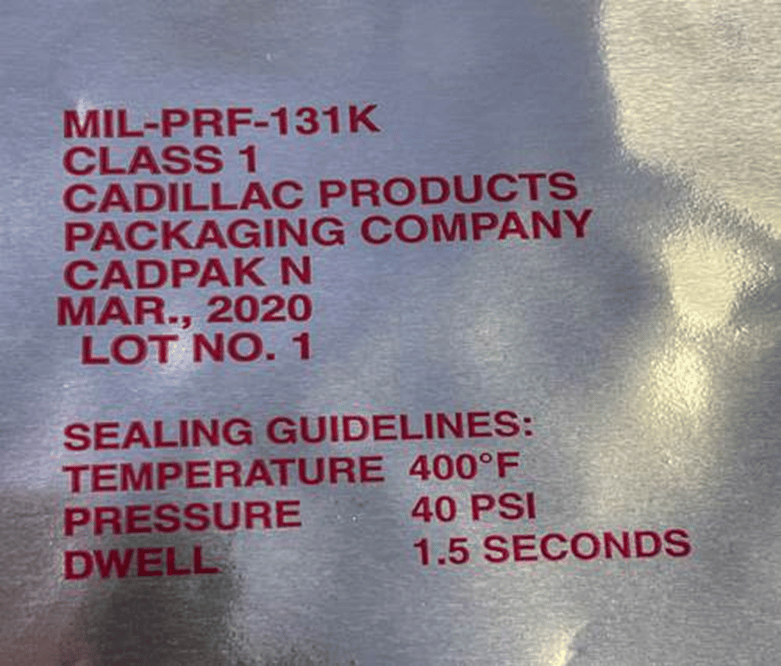 MIL-PRF-131K
CLASS 1
CADILLAC PRODUCTS
PACKAGING COMPANY
CADPAK N
MAR., 2020
LOT NO. 1
SEALING GUIDELINES:
TEMPERATURE 400°F
PRESSURE 40 PSI
DWELL 1.5 SECONDS